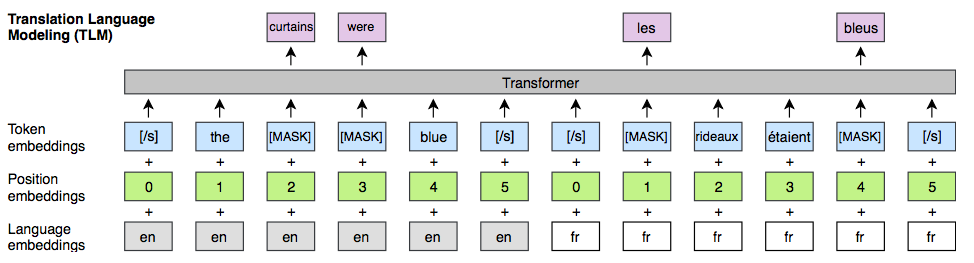 Translation Language
Modeling (TLM)
curtains were les bleus
Transformer
Token
embeddings
[/s] the [MASK] [MASK] blue [/s] [/s] [MASK] rideaux étaient [MASK] [/s]
+ + + + + + + + + + + +
Position
embeddings
0 1 2 3 4 5 0 1 2 3 4 5
+ + + + + + + + + + + +
Language
embeddings
en en en en en en fr fr fr fr fr fr